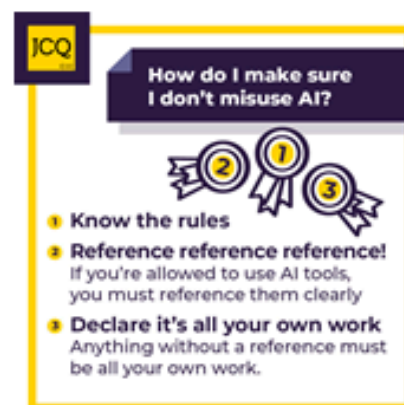 JCQ
How do I make sure
I don't misuse AI?
2
1
3
1 Know the rules
2 Reference reference reference!
If you're allowed to use AI tools,
you must reference them clearly
3 Declare it's all your own work
Anything without a reference must
be all your own work.